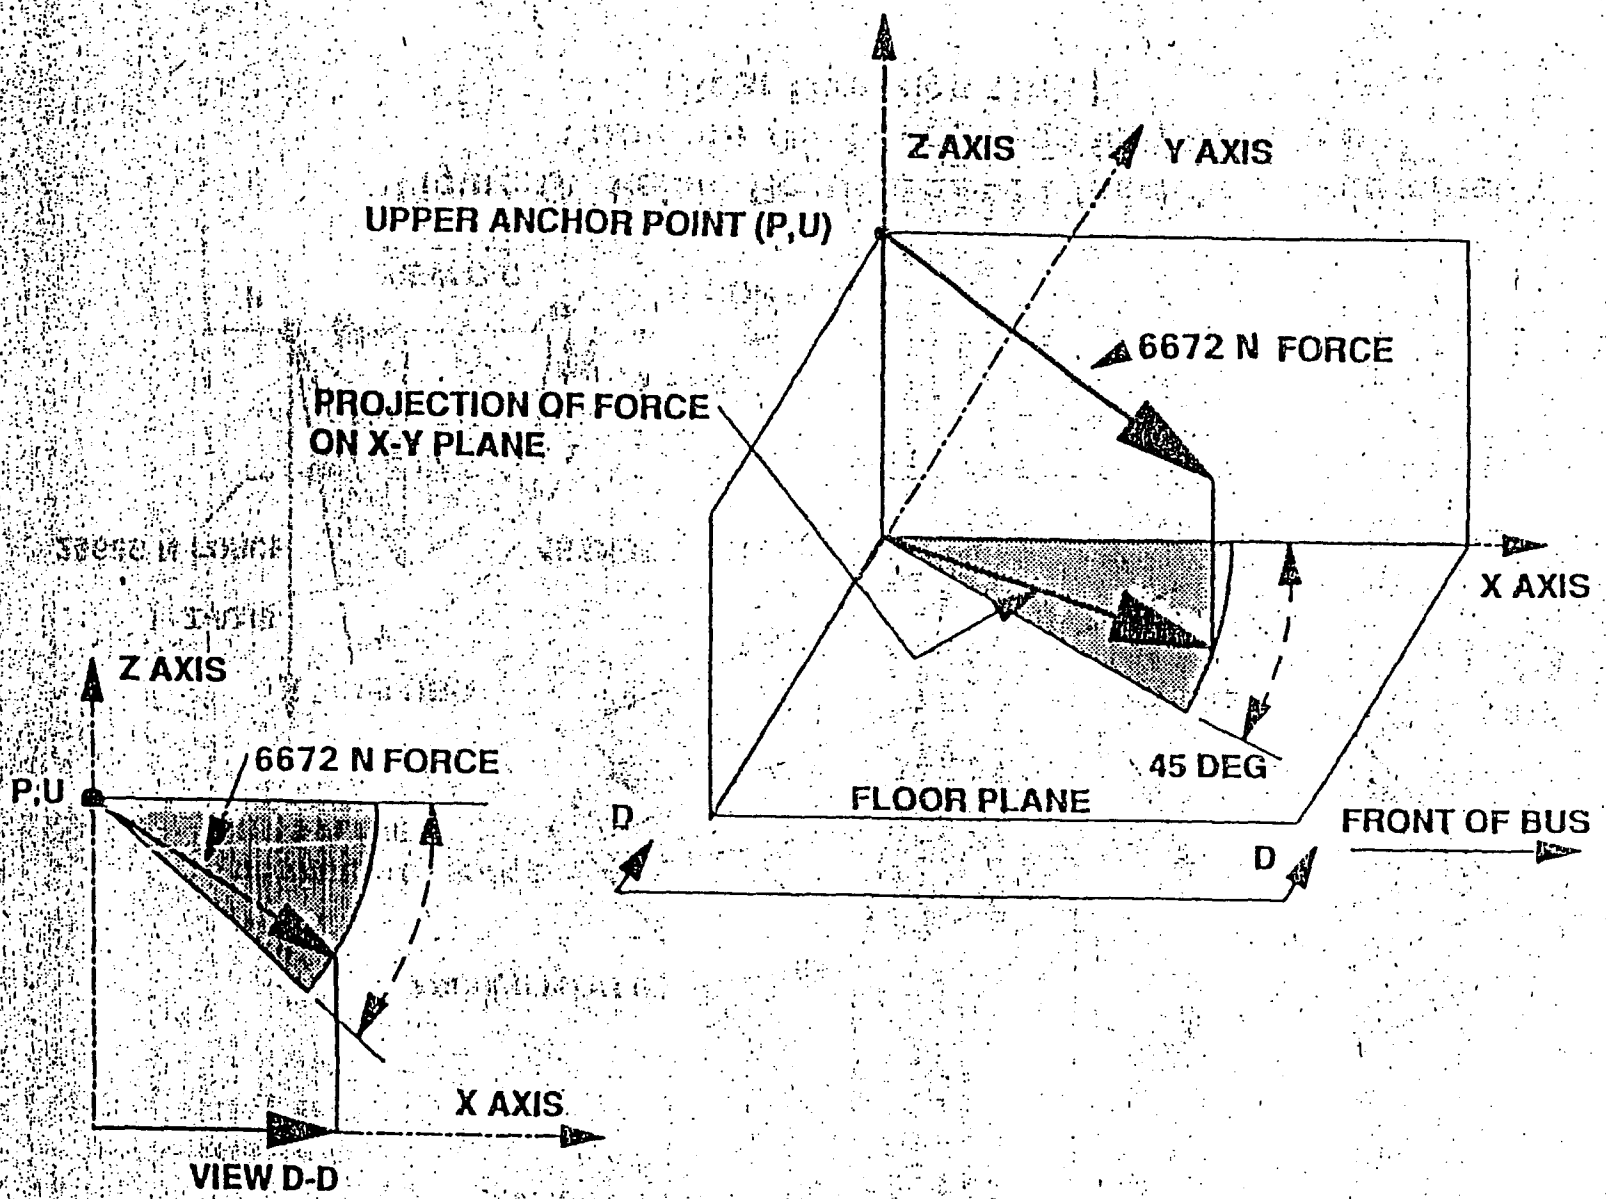 Z AXIS
Y AXIS
UPPER ANCHOR POINT (P,U)
6672 N FORCE
PROJECTION OF FORCE
ON X-Y PLANE
X AXIS
45 DEG
FLOOR PLANE
D
D
FRONT OF BUS
Z AXIS
6672 N FORCE
P,U
X AXIS
VIEW D-D